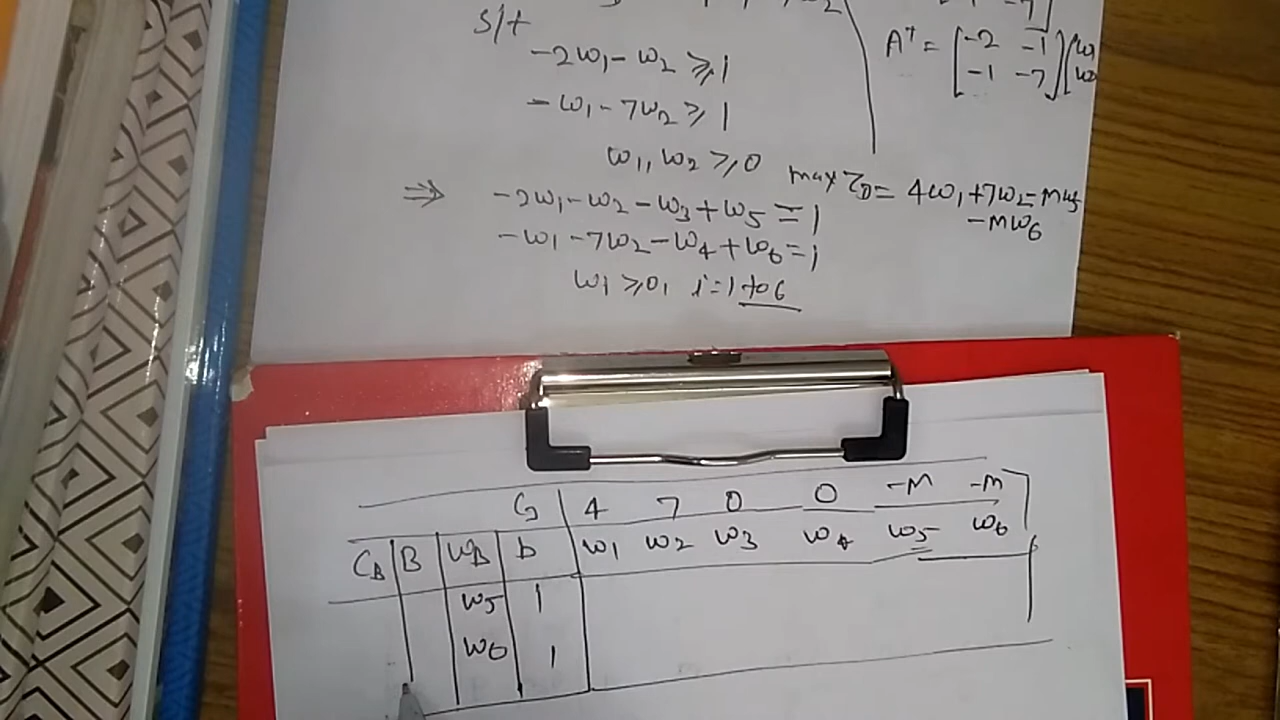 S/t
-2w₁ - w₂ ⩾ 1
-w₁ - 7w₂ ⩾ 1
w₁, w₂ ⩾ 0
⇒ -2w₁ - w₂ - w₃ + w₅ = 1
-w₁ - 7w₂ - w₄ + w₆ = 1
w₁ ⩾ 0, i = 1 to 6
A^T = [-2 -1 -1 -7] (w₁
max Z_D = 4w₁ + 7w₂ - Mw₅
- Mw₆
Cj 4 7 0 0 -M -M
C_B B W_B b w₁ w₂ w₃ w₄ w₅ w₆
w₅ 1
w₆ 1